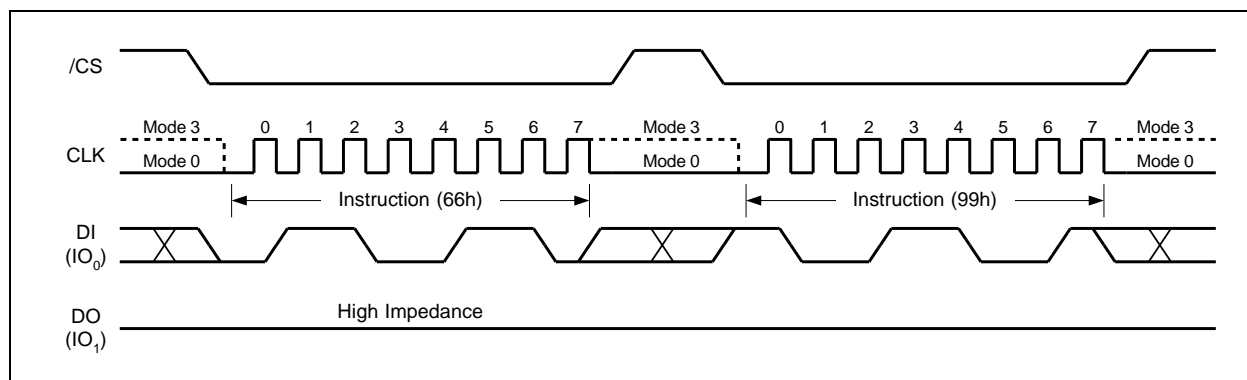 /CS
Mode 3 0 1 2 3 4 5 6 7 Mode 3 0 1 2 3 4 5 6 7 Mode 3
CLK Mode 0 Mode 0 Mode 0
Instruction (66h) Instruction (99h)
DI
(IO0)
High Impedance
DO
(IO1)